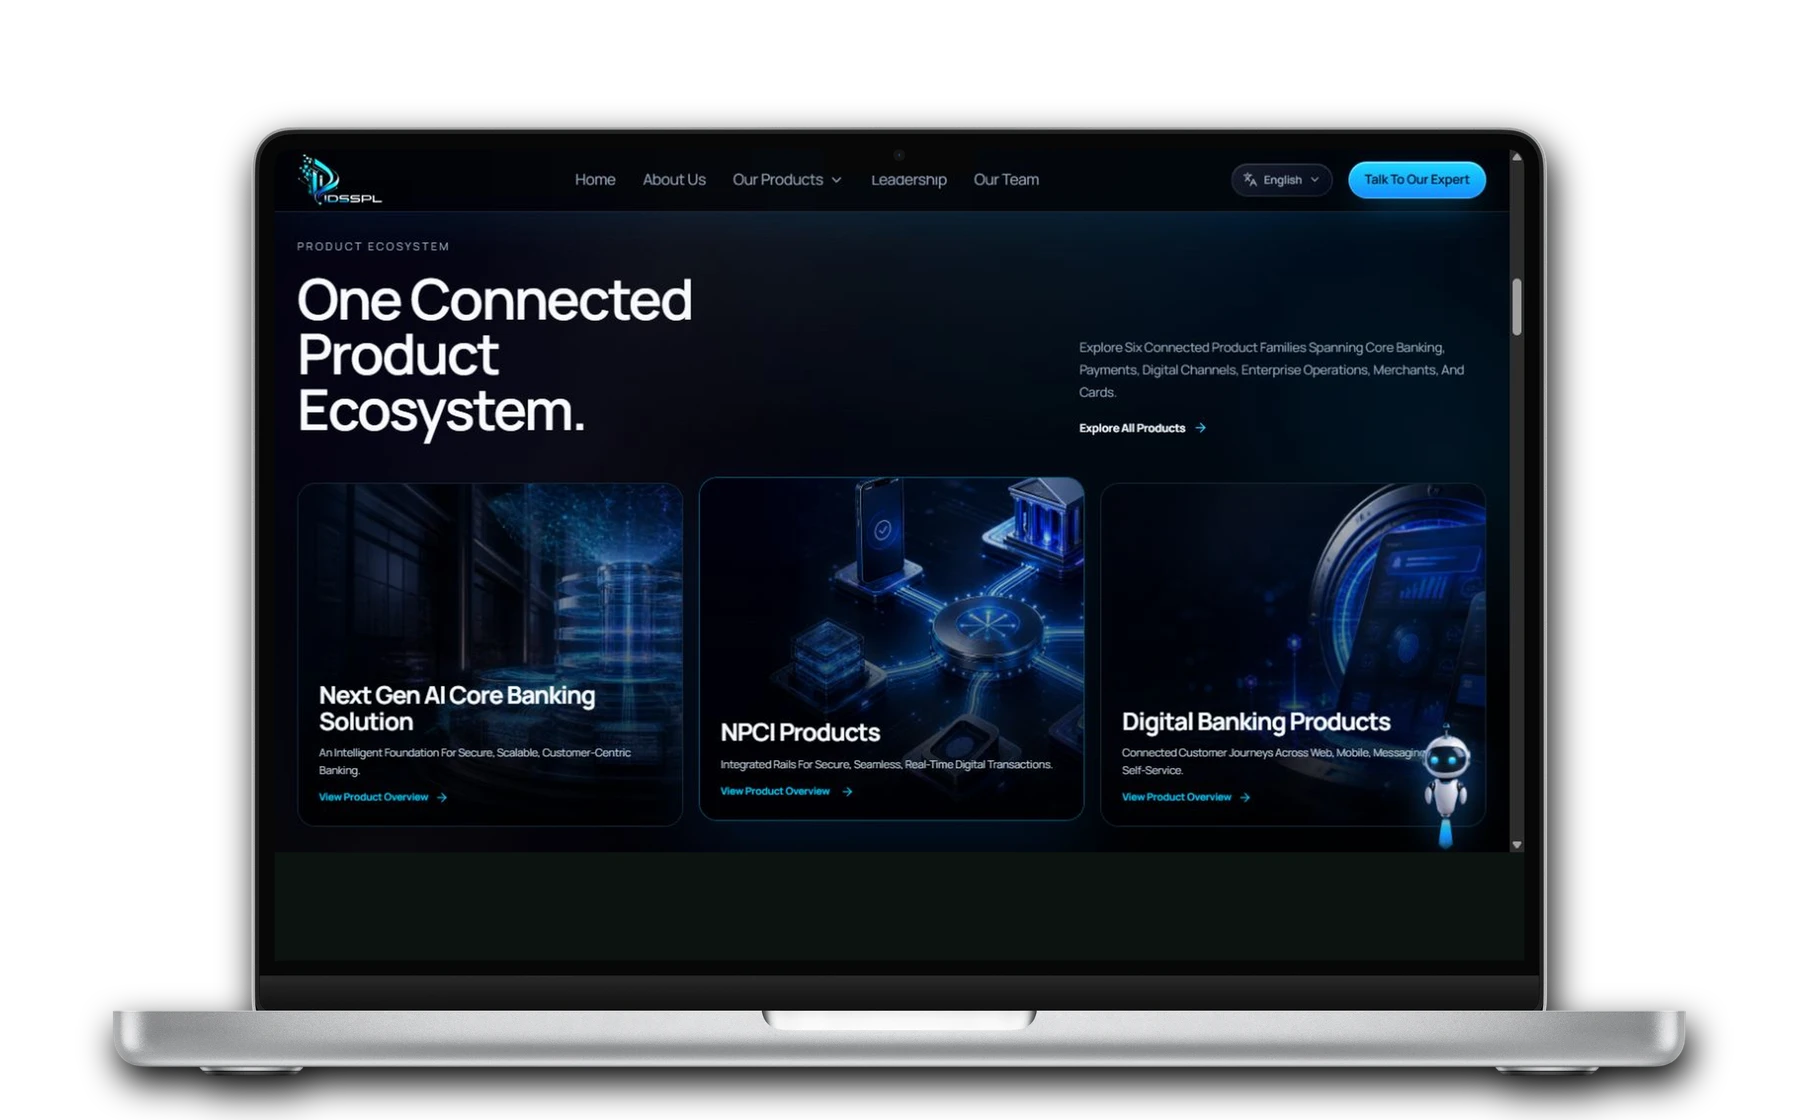 IDSSPL
Home About Us Our Products Leadership Our Team
English
Talk To Our Expert
PRODUCT ECOSYSTEM
One Connected
Product
Ecosystem.
Explore Six Connected Product Families Spanning Core Banking,
Payments, Digital Channels, Enterprise Operations, Merchants, And
Cards.
Explore All Products
Next Gen AI Core Banking
Solution
An Intelligent Foundation For Secure, Scalable, Customer-Centric
Banking.
View Product Overview
NPCI Products
Integrated Rails For Secure, Seamless, Real-Time Digital Transactions.
View Product Overview
Digital Banking Products
Connected Customer Journeys Across Web, Mobile, Messaging
Self-Service.
View Product Overview